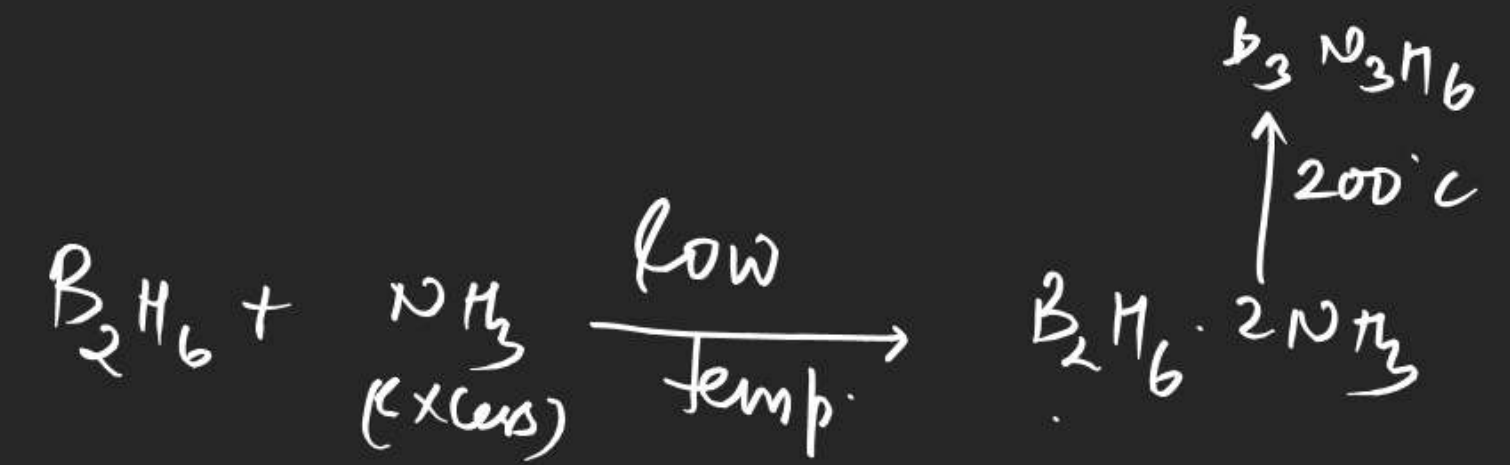 B₃N₃H₆
200°C
B₂H₆ + NH₃ (excess) low temp. → B₂H₆·2NH₃